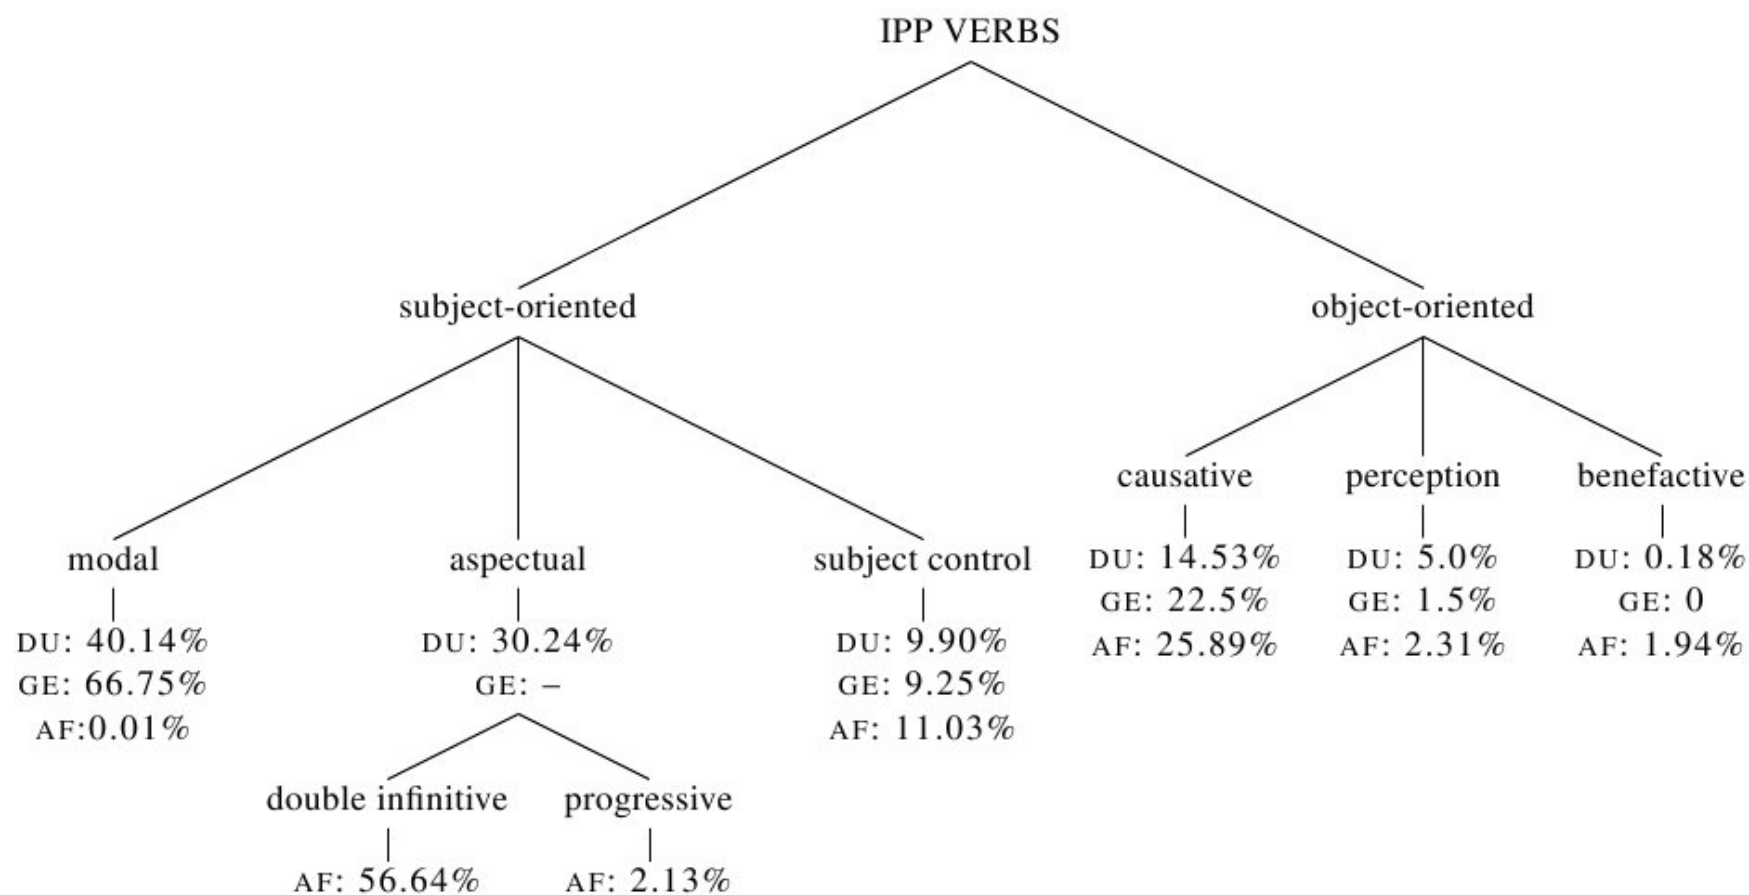 IPP VERBS
subject-oriented
object-oriented
modal
DU: 40.14%
GE: 66.75%
AF:0.01%
aspectual
DU: 30.24%
GE: –
double infinitive
AF: 56.64%
progressive
AF: 2.13%
subject control
DU: 9.90%
GE: 9.25%
AF: 11.03%
causative
DU: 14.53%
GE: 22.5%
AF: 25.89%
perception
DU: 5.0%
GE: 1.5%
AF: 2.31%
benefactive
DU: 0.18%
GE: 0
AF: 1.94%